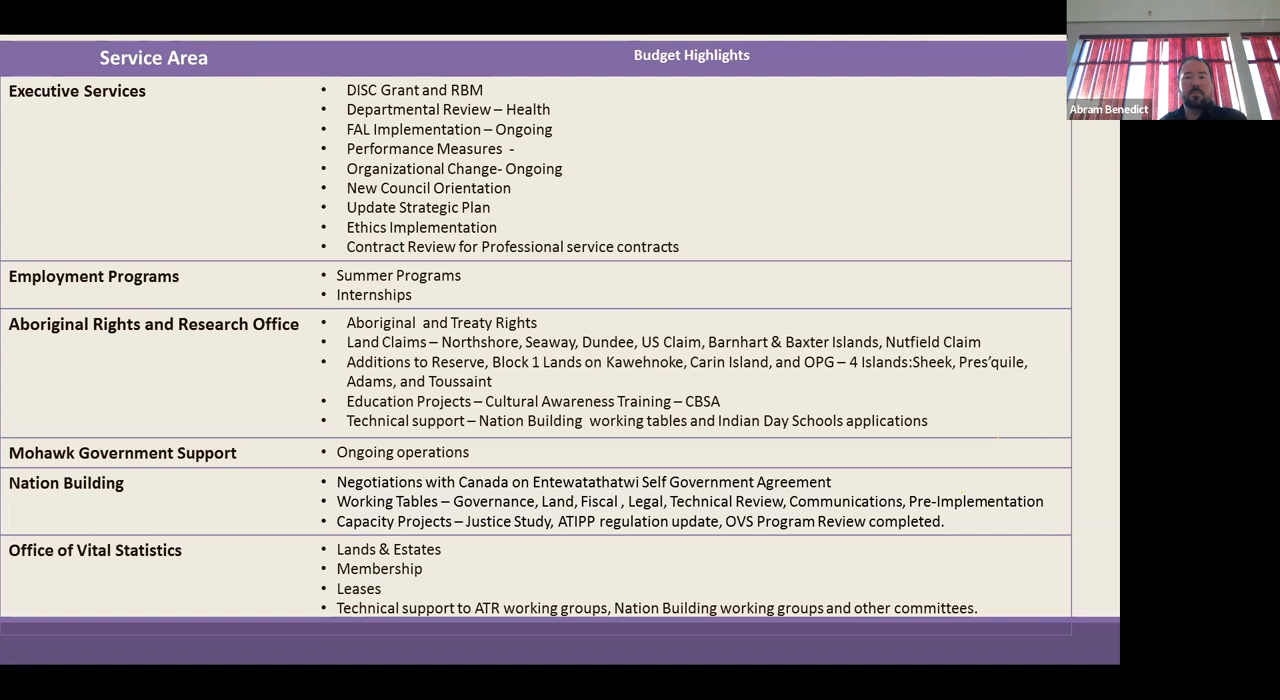 Service Area
Budget Highlights
Executive Services
• DISC Grant and RBM
• Departmental Review – Health
• FAL Implementation – Ongoing
• Performance Measures -
• Organizational Change- Ongoing
• New Council Orientation
• Update Strategic Plan
• Ethics Implementation
• Contract Review for Professional service contracts
Employment Programs
• Summer Programs
• Internships
Aboriginal Rights and Research Office
• Aboriginal and Treaty Rights
• Land Claims – Northshore, Seaway, Dundee, US Claim, Barnhart & Baxter Islands, Nutfield Claim
• Additions to Reserve, Block 1 Lands on Kawehnoke, Carin Island, and OPG – 4 Islands:Sheek, Pres'quile,
Adams, and Toussaint
• Education Projects – Cultural Awareness Training – CBSA
• Technical support – Nation Building working tables and Indian Day Schools applications
Mohawk Government Support
• Ongoing operations
Nation Building
• Negotiations with Canada on Entewatathatwi Self Government Agreement
• Working Tables – Governance, Land, Fiscal , Legal, Technical Review, Communications, Pre-Implementation
• Capacity Projects – Justice Study, ATIPP regulation update, OVS Program Review completed.
Office of Vital Statistics
• Lands & Estates
• Membership
• Leases
• Technical support to ATR working groups, Nation Building working groups and other committees.
Abram Benedict